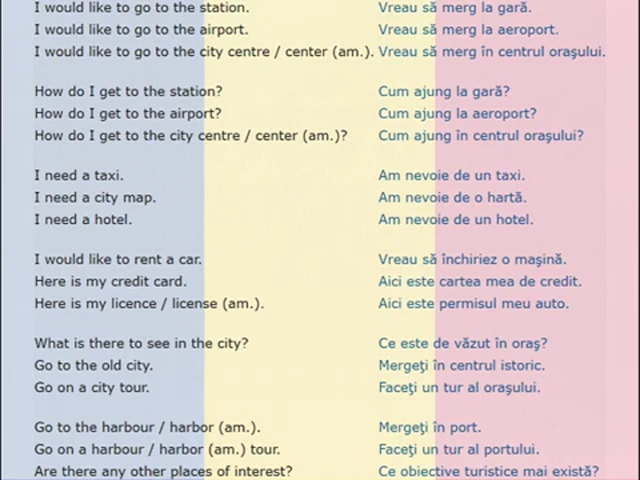 I would like to go to the station. Vreau să merg la gară.
I would like to go to the airport. Vreau să merg la aeroport.
I would like to go to the city centre / center (am.). Vreau să merg în centrul oraşului.
How do I get to the station? Cum ajung la gară?
How do I get to the airport? Cum ajung la aeroport?
How do I get to the city centre / center (am.)? Cum ajung în centrul oraşului?
I need a taxi. Am nevoie de un taxi.
I need a city map. Am nevoie de o hartă.
I need a hotel. Am nevoie de un hotel.
I would like to rent a car. Vreau să închiriez o maşină.
Here is my credit card. Aici este cartea mea de credit.
Here is my licence / license (am.). Aici este permisul meu auto.
What is there to see in the city? Ce este de văzut în oraş?
Go to the old city. Mergeţi în centrul istoric.
Go on a city tour. Faceţi un tur al oraşului.
Go to the harbour / harbor (am.). Mergeţi în port.
Go on a harbour / harbor (am.) tour. Faceţi un tur al portului.
Are there any other places of interest? Ce obiective turistice mai există?